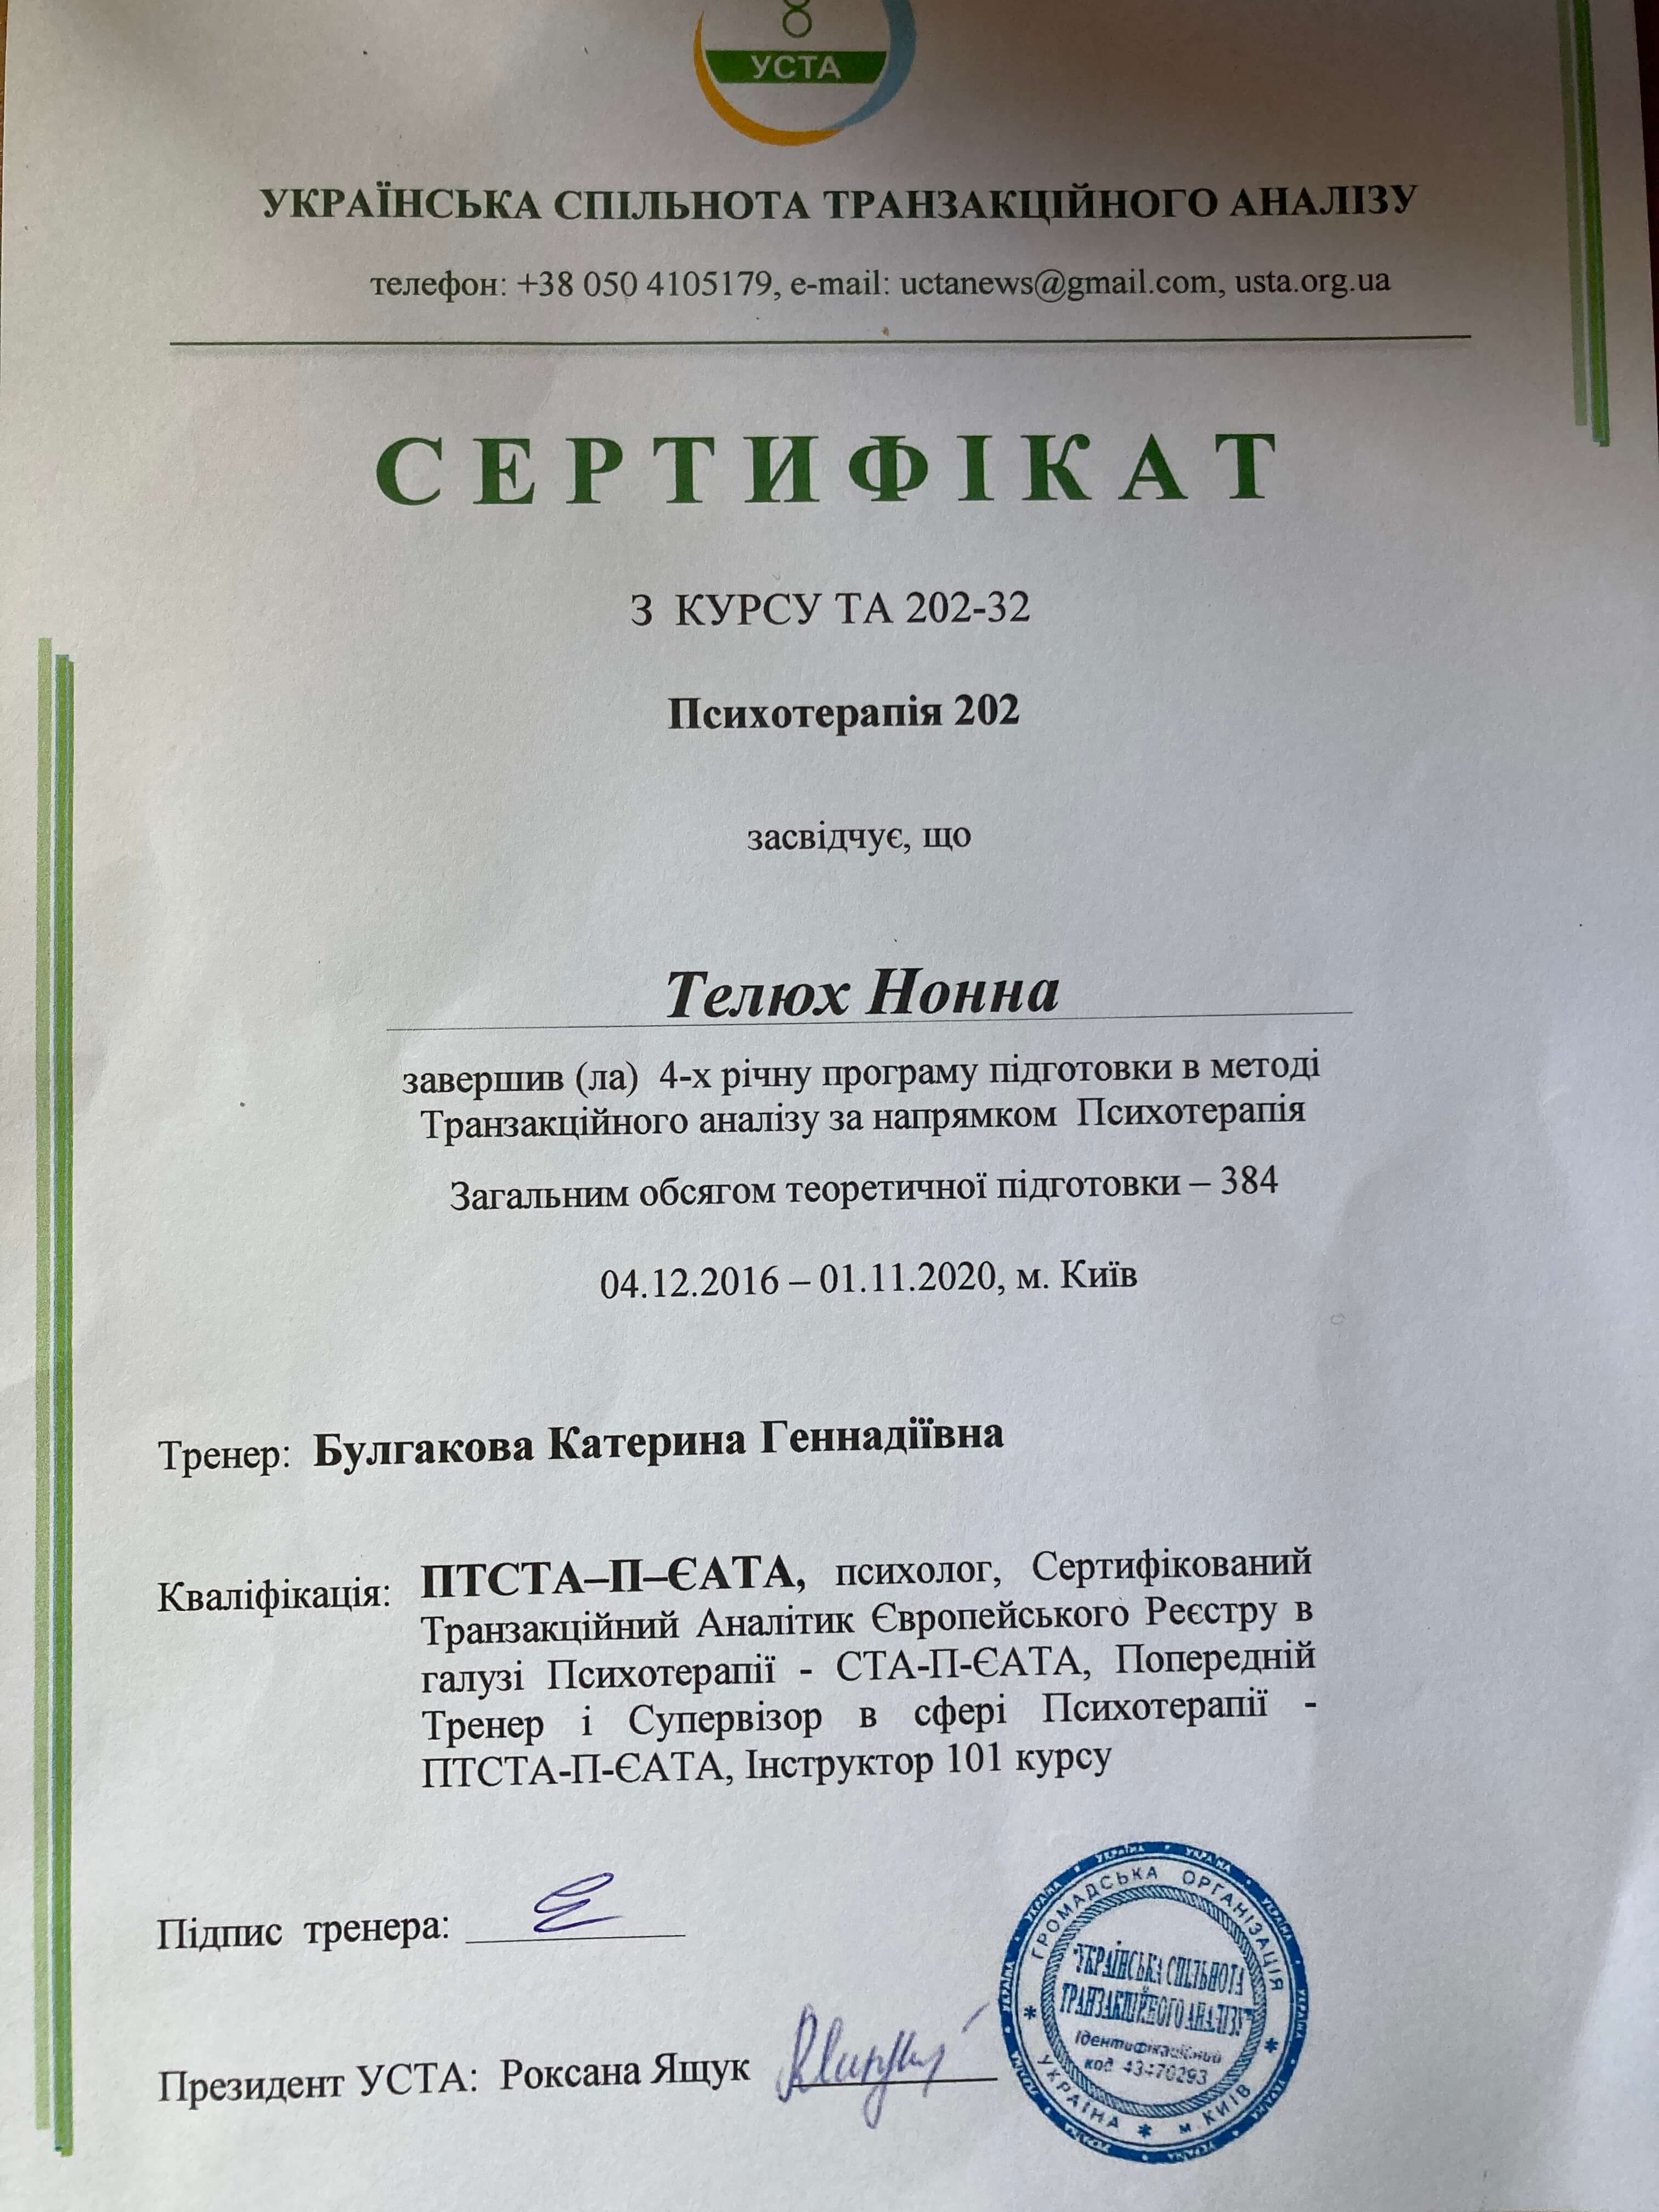 УСТА
УКРАЇНСЬКА СПІЛЬНОТА ТРАНЗАКЦІЙНОГО АНАЛІЗУ
телефон: +38 050 4105179, e-mail: uctanews@gmail.com, usta.org.ua
СЕРТИФІКАТ
З КУРСУ ТА 202-32
Психотерапія 202
засвідчує, що
Телюх Нонна
завершив (ла) 4-х річну програму підготовки в методі
Транзакційного аналізу за напрямком Психотерапія
Загальним обсягом теоретичної підготовки – 384
04.12.2016 – 01.11.2020, м. Київ
Тренер: Булгакова Катерина Геннадіївна
Кваліфікація: ПТСТА–П–ЄАТА, психолог, Сертифікований
Транзакційний Аналітик Європейського Реєстру в
галузі Психотерапії - СТА-П-ЄАТА, Попередній
Тренер і Супервізор в сфері Психотерапії -
ПТСТА-П-ЄАТА, Інструктор 101 курсу
Підпис тренера:
Президент УСТА: Роксана Ящук
ГРОМАДСЬКА ОРГАНІЗАЦІЯ
"УКРАЇНСЬКА СПІЛЬНОТА
ТРАНЗАКЦІЙНОГО АНАЛІЗУ"
Ідентифікаційний
код 43470293
УКРАЇНА * м. КИЇВ